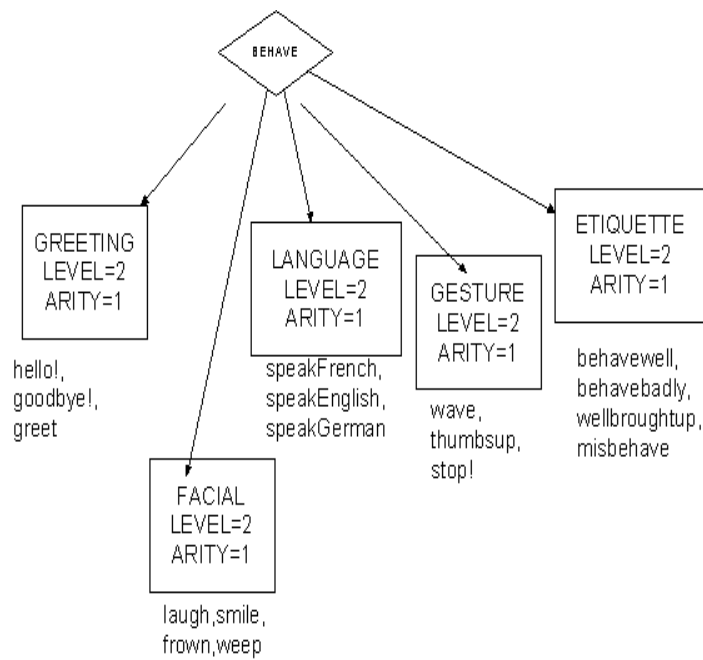 BEHAVE
GREETING
LEVEL=2
ARITY=1
hello!,
goodbye!,
greet
FACIAL
LEVEL=2
ARITY=1
laugh,smile,
frown,weep
LANGUAGE
LEVEL=2
ARITY=1
speakFrench,
speakEnglish,
speakGerman
GESTURE
LEVEL=2
ARITY=1
wave,
thumbsup,
stop!
ETIQUETTE
LEVEL=2
ARITY=1
behavewell,
behavebadly,
wellbroughtup,
misbehave